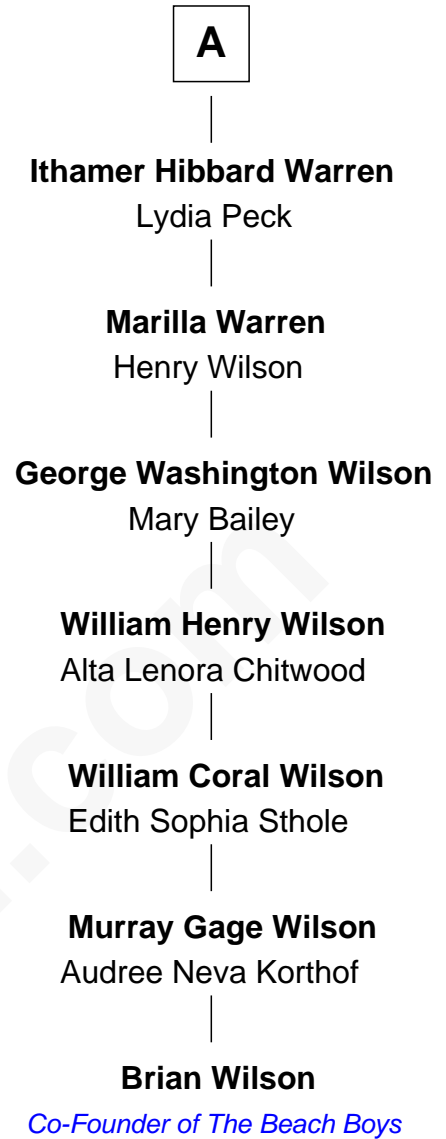 A
Ithamer Hibbard Warren
Lydia Peck
Marilla Warren
Henry Wilson
George Washington Wilson
Mary Bailey
William Henry Wilson
Alta Lenora Chitwood
William Coral Wilson
Edith Sophia Sthole
Murray Gage Wilson
Audree Neva Korthof
Brian Wilson
Co-Founder of The Beach Boys